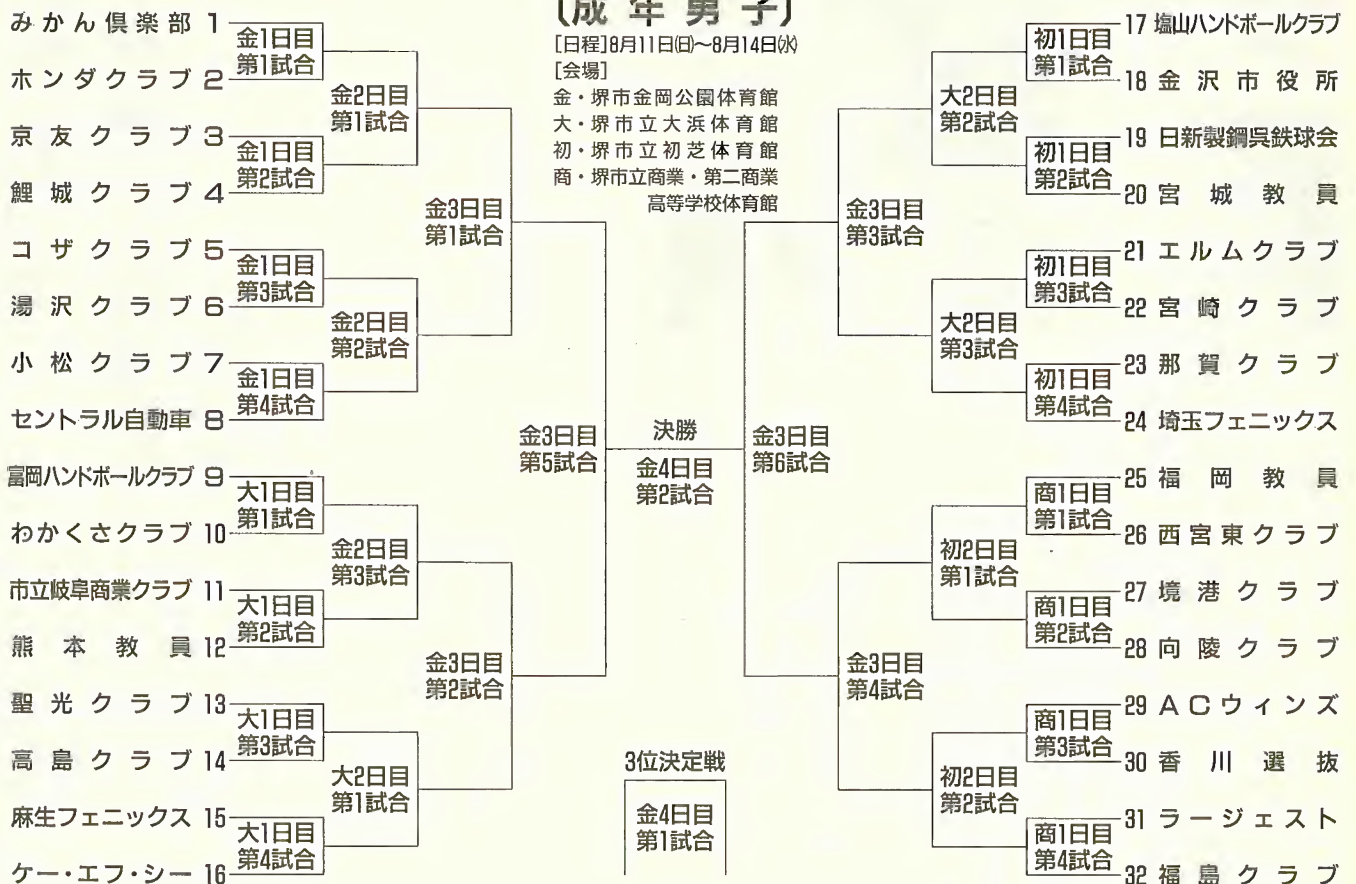 〔成年男子〕
[日程]8月11日(日)〜8月14日(水)
[会場]
金・堺市金岡公園体育館
大・堺市立大浜体育館
初・堺市立初芝体育館
商・堺市立商業・第二商業
高等学校体育館
みかん倶楽部 1
ホンダクラブ 2
京友クラブ 3
鯉城クラブ 4
コザクラブ 5
湯沢クラブ 6
小松クラブ 7
セントラル自動車 8
富岡ハンドボールクラブ 9
わかくさクラブ 10
市立岐阜商業クラブ 11
熊本教員 12
聖光クラブ 13
高島クラブ 14
麻生フェニックス 15
ケー・エフ・シー 16
金1日目
第1試合
金1日目
第2試合
金1日目
第3試合
金1日目
第4試合
大1日目
第1試合
大1日目
第2試合
大1日目
第3試合
大1日目
第4試合
金2日目
第1試合
金2日目
第2試合
金2日目
第3試合
大2日目
第1試合
金3日目
第1試合
金3日目
第2試合
金3日目
第5試合
決勝
金4日目
第2試合
3位決定戦
金4日目
第1試合
金3日目
第6試合
金3日目
第3試合
金3日目
第4試合
大2日目
第2試合
大2日目
第3試合
初2日目
第1試合
初2日目
第2試合
初1日目
第1試合
初1日目
第2試合
初1日目
第3試合
初1日目
第4試合
商1日目
第1試合
商1日目
第2試合
商1日目
第3試合
商1日目
第4試合
17 塩山ハンドボールクラブ
18 金沢市役所
19 日新製鋼呉鉄球会
20 宮城教員
21 エルムクラブ
22 宮崎クラブ
23 那賀クラブ
24 埼玉フェニックス
25 福岡教員
26 西宮東クラブ
27 境港クラブ
28 向陵クラブ
29 ACウィンズ
30 香川選抜
31 ラージェスト
32 福島クラブ